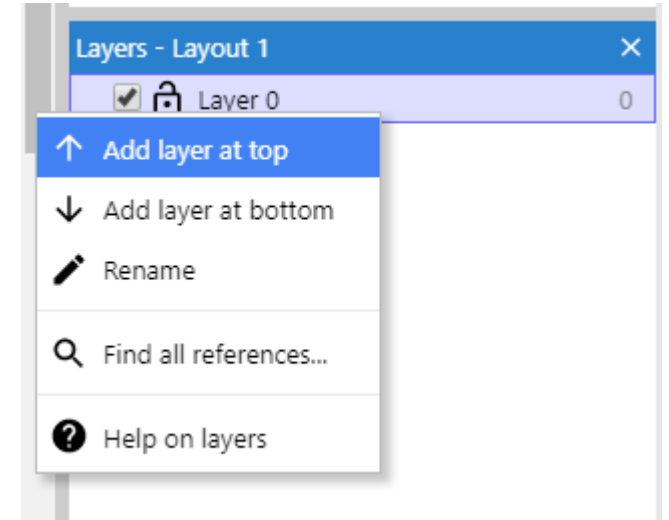 Layers - Layout 1
Layer 0 0
Add layer at top
Add layer at bottom
Rename
Find all references...
Help on layers